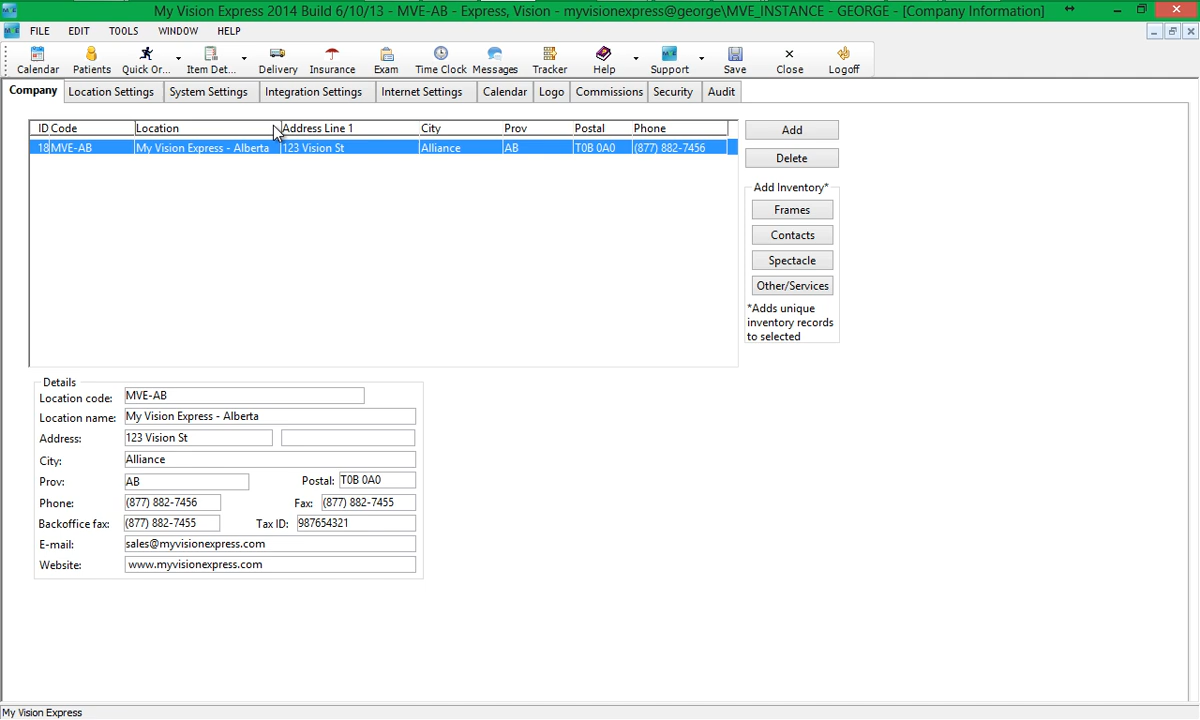 My Vision Express 2014 Build 6/10/13 - MVE-AB - Express, Vision - myvisionexpress@george\MVE_INSTANCE - GEORGE - [Company Information]
FILE EDIT TOOLS WINDOW HELP
Calendar Patients Quick Or... Item Det... Delivery Insurance Exam Time Clock Messages Tracker Help Support Save Close Logoff
Company Location Settings System Settings Integration Settings Internet Settings Calendar Logo Commissions Security Audit
ID Code Location Address Line 1 City Prov Postal Phone
18 MVE-AB My Vision Express - Alberta 123 Vision St Alliance AB T0B 0A0 (877) 882-7456
Add
Delete
Add Inventory*
Frames
Contacts
Spectacle
Other/Services
*Adds unique
inventory records
to selected
Details
Location code: MVE-AB
Location name: My Vision Express - Alberta
Address: 123 Vision St
City: Alliance
Prov: AB Postal: T0B 0A0
Phone: (877) 882-7456 Fax: (877) 882-7455
Backoffice fax: (877) 882-7455 Tax ID: 987654321
E-mail: sales@myvisionexpress.com
Website: www.myvisionexpress.com
My Vision Express